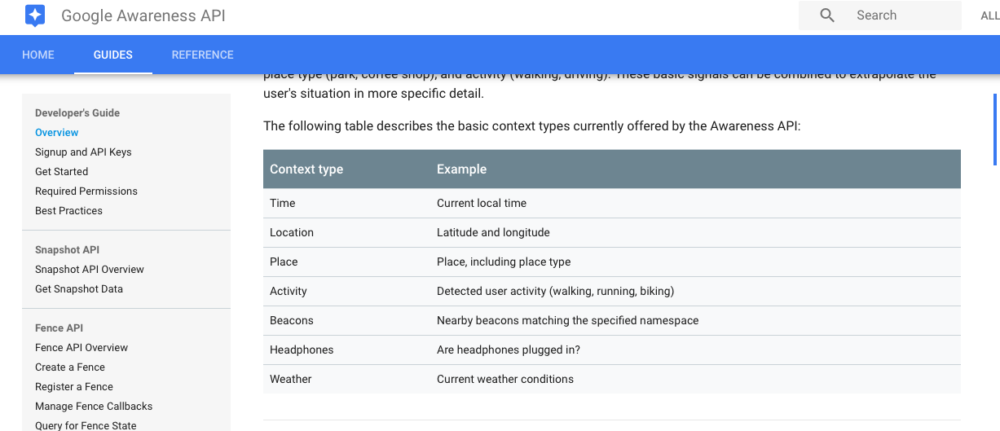 Google Awareness API
Search
ALL
HOME
GUIDES
REFERENCE
place type (park, coffee shop), and activity (walking, driving). These basic signals can be combined to extrapolate the
user's situation in more specific detail.
The following table describes the basic context types currently offered by the Awareness API:
Developer's Guide
Overview
Signup and API Keys
Get Started
Required Permissions
Best Practices
Snapshot API
Snapshot API Overview
Get Snapshot Data
Fence API
Fence API Overview
Create a Fence
Register a Fence
Manage Fence Callbacks
Query for Fence State
Context type Example
Time Current local time
Location Latitude and longitude
Place Place, including place type
Activity Detected user activity (walking, running, biking)
Beacons Nearby beacons matching the specified namespace
Headphones Are headphones plugged in?
Weather Current weather conditions